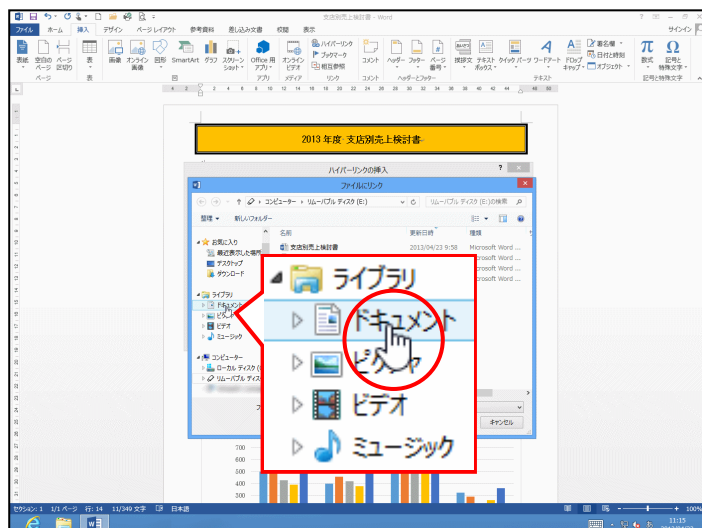 支店別売上検討書 - Word
サインイン
ファイル ホーム 挿入 デザイン ページ レイアウト 参考資料 差し込み文書 校閲 表示
表紙 空白のページ ページ区切り 表 画像 オンライン画像 図形 SmartArt グラフ スクリーンショット Office 用アプリ オンラインビデオ
ハイパーリンク
ブックマーク
相互参照
コメント ヘッダー フッター ページ番号 挨拶文 テキストボックス クイック パーツ ワードアート ドロップキャップ
署名欄
日付と時刻
オブジェクト
数式 記号と特殊文字
ページ 表 図 アプリ メディア リンク コメント ヘッダーとフッター テキスト 記号と特殊文字
2013 年度 支店別売上検討書
ハイパーリンクの挿入
ファイルにリンク
コンピューター リムーバブル ディスク (E:)
リムーバブル ディスク (E:)の検索
整理 新しいフォルダー
名前 更新日時 種類
支店別売上検討書 2013/04/23 9:58 Microsoft Word ...
Microsoft Word ...
Microsoft Word ...
Microsoft Word ...
お気に入り
最近表示した場所
デスクトップ
ダウンロード
ライブラリ
ドキュメント
ビデオ
ミュージック
コンピューター
ローカル ディスク
リムーバブル ディス
キャンセル
ライブラリ
ドキュメント
ピクチャ
ビデオ
ミュージック
700
600
500
400
300
セクション: 1 1/1 ページ 行: 14 11/349 文字 日本語
100%
11:15